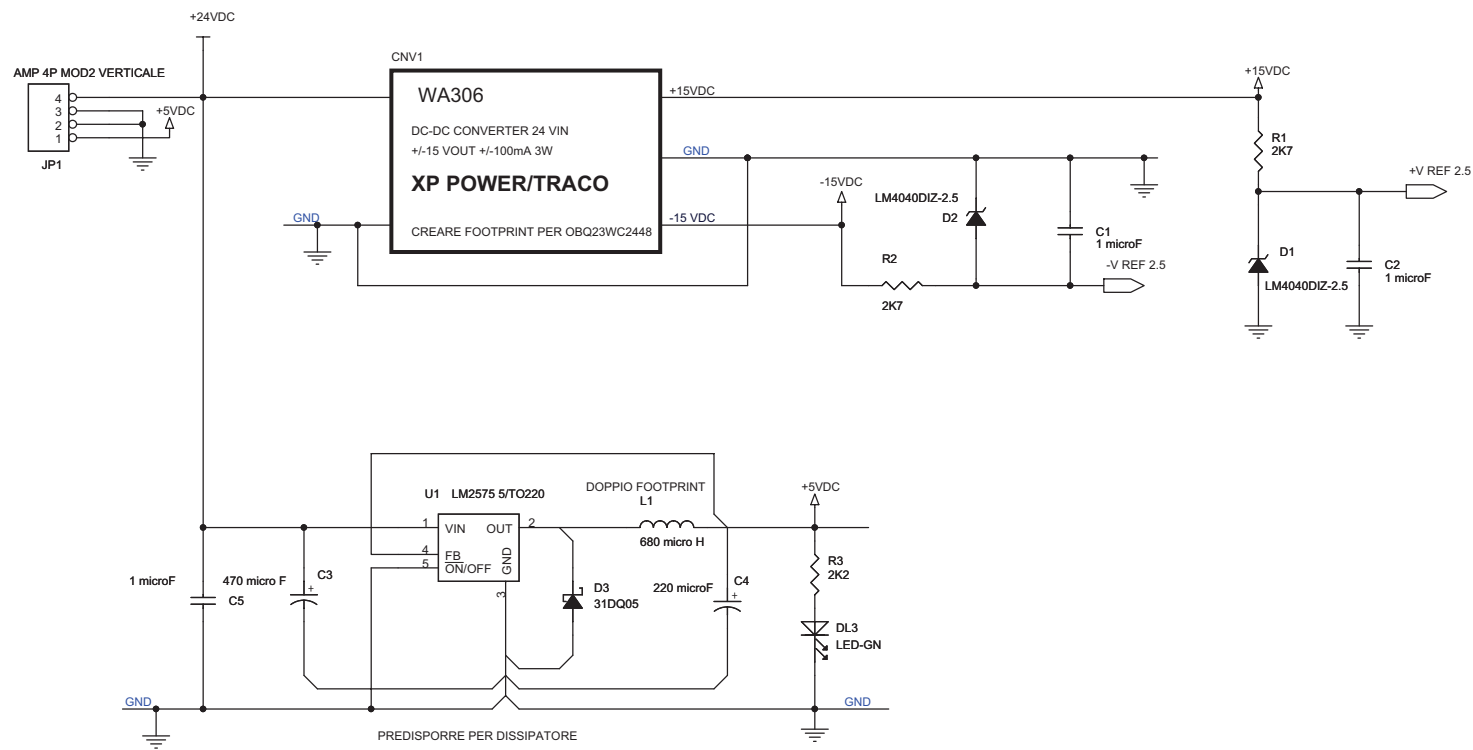 +24VDC
CNV1
AMP 4P MOD2 VERTICALE
4
3
2
1
+5VDC
JP1
WA306
DC-DC CONVERTER 24 VIN
+/-15 VOUT +/-100mA 3W
XP POWER/TRACO
CREARE FOOTPRINT PER OBQ23WC2448
GND
+15VDC
GND
-15 VDC
-15VDC
LM4040DIZ-2.5
D2
C1
1 microF
R2
2K7
-V REF 2.5
+15VDC
R1
2K7
+V REF 2.5
D1
LM4040DIZ-2.5
C2
1 microF
U1 LM2575 5/TO220
DOPPIO FOOTPRINT
L1
+5VDC
1
VIN
OUT
2
4
FB
5
ON/OFF
GND
3
680 micro H
1 microF
C5
470 micro F
C3
+
D3
31DQ05
220 microF
C4
+
R3
2K2
DL3
LED-GN
GND
GND
PREDISPORRE PER DISSIPATORE